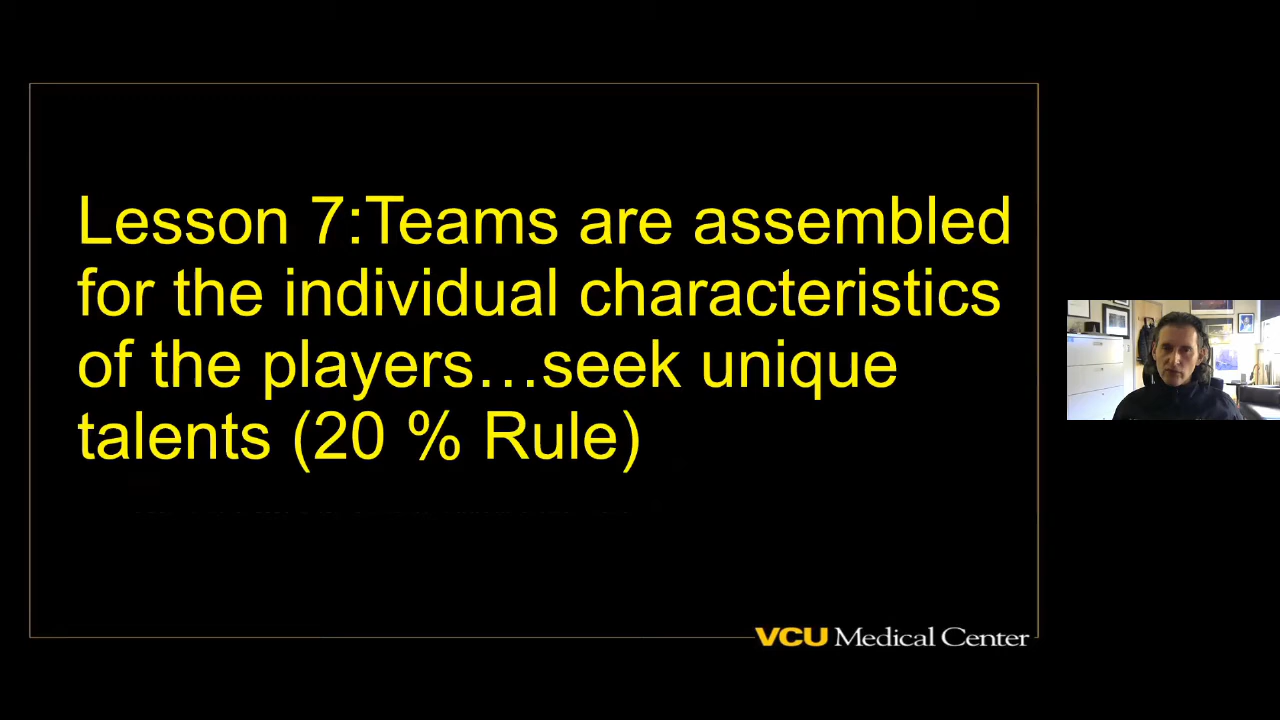 Lesson 7:Teams are assembled
for the individual characteristics
of the players…seek unique
talents (20 % Rule)
VCU Medical Center